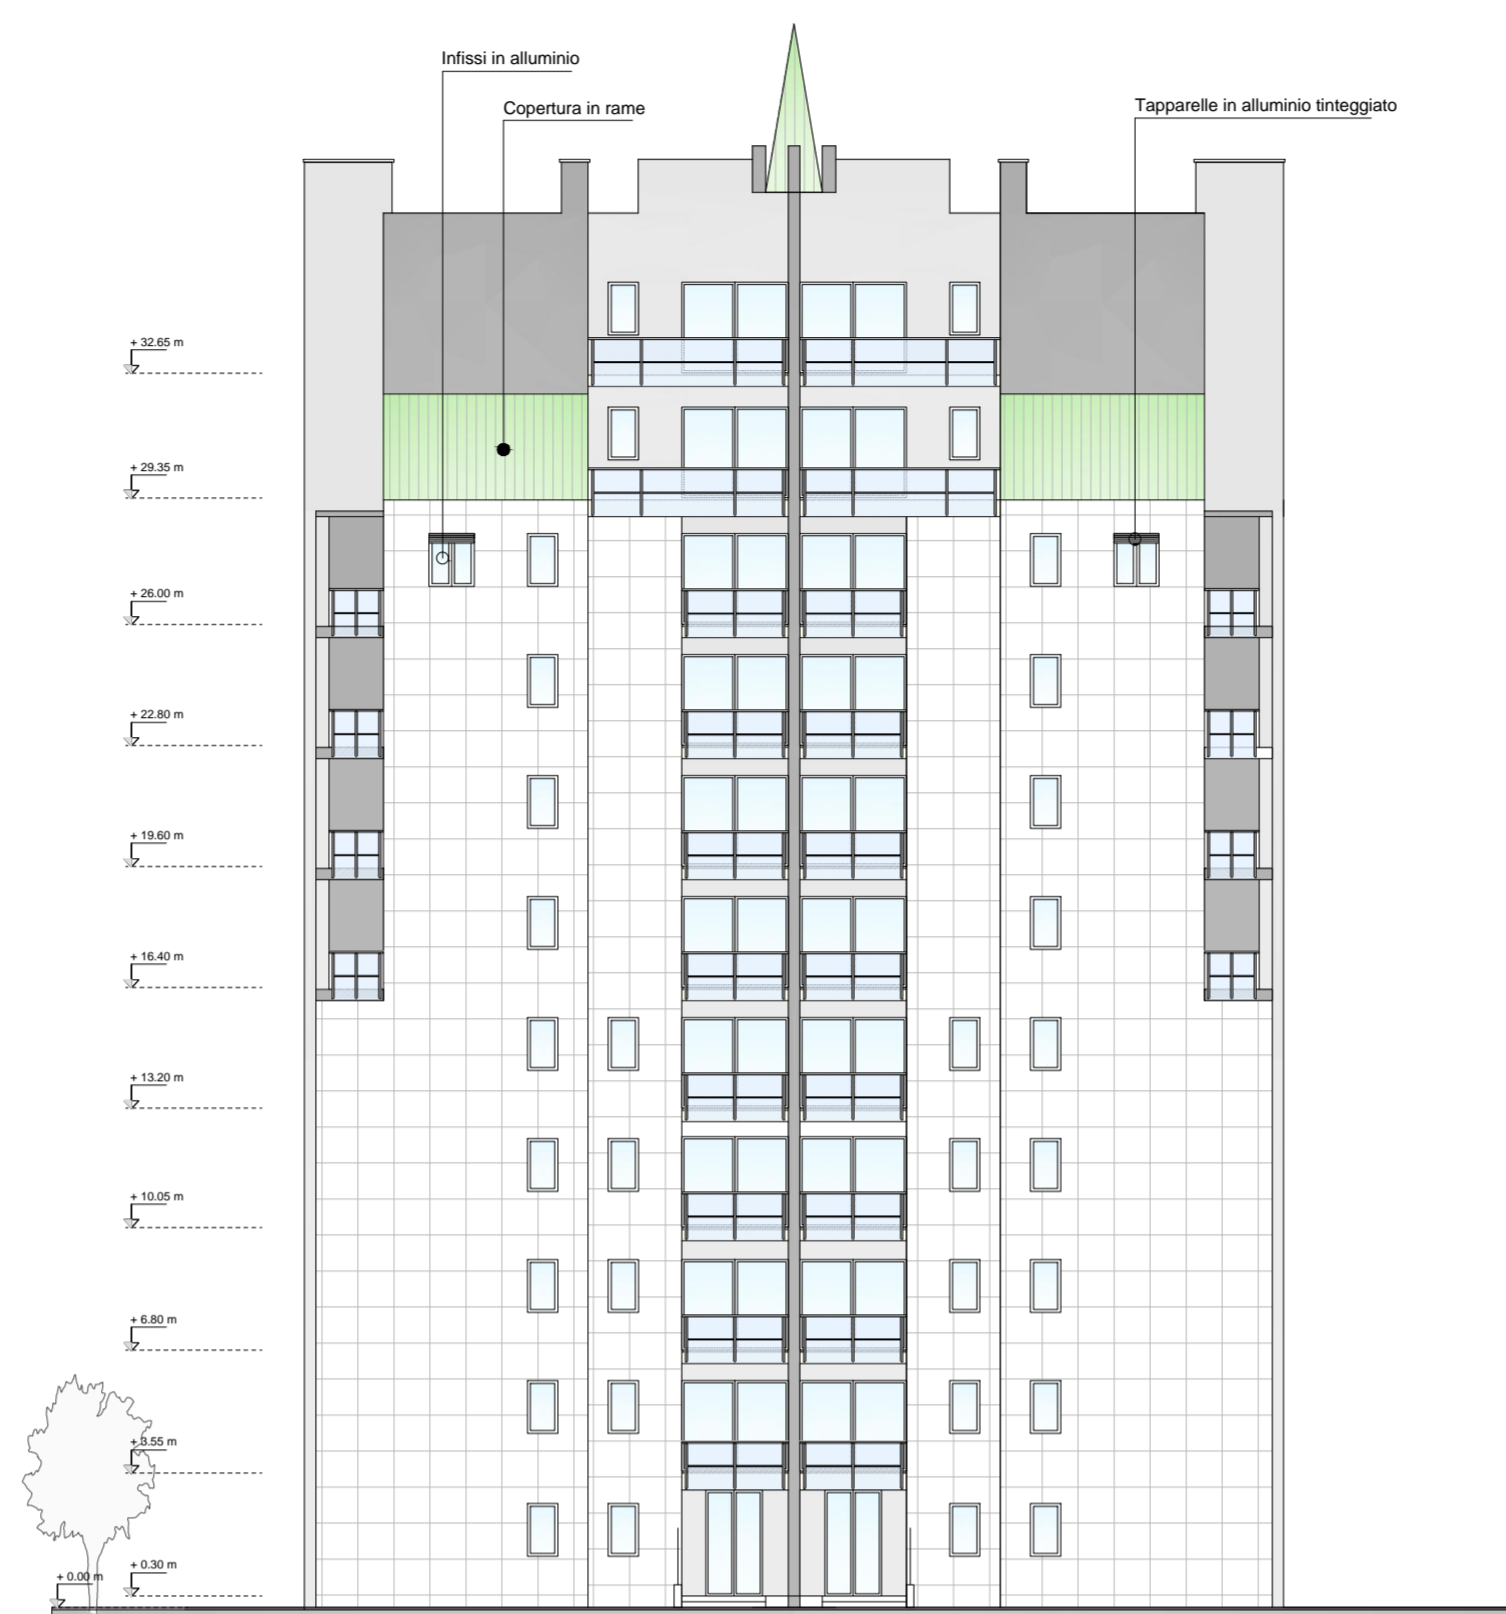 Infissi in alluminio
Copertura in rame
Tapparelle in alluminio tinteggiato
+ 32.65 m
+ 29.35 m
+ 26.00 m
+ 22.80 m
+ 19.60 m
+ 16.40 m
+ 13.20 m
+ 10.05 m
+ 6.80 m
+ 3.55 m
+ 0.30 m
+ 0.00 m